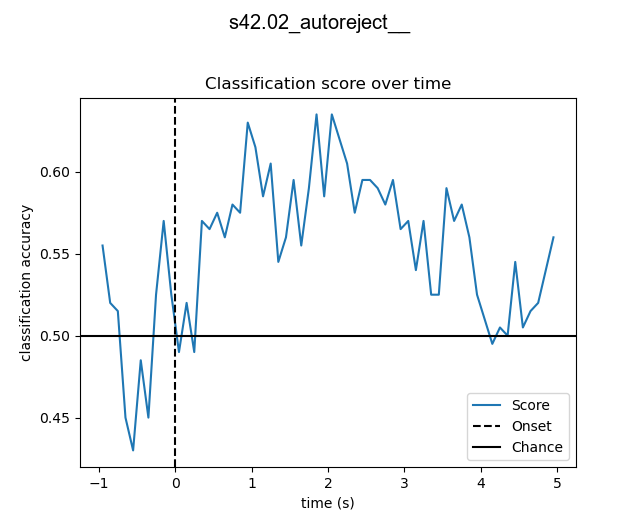 s42.02_autoreject__
Classification score over time
classification accuracy
0.60
0.55
0.50
0.45
−1
0
1
2
3
4
5
time (s)
Score
Onset
Chance